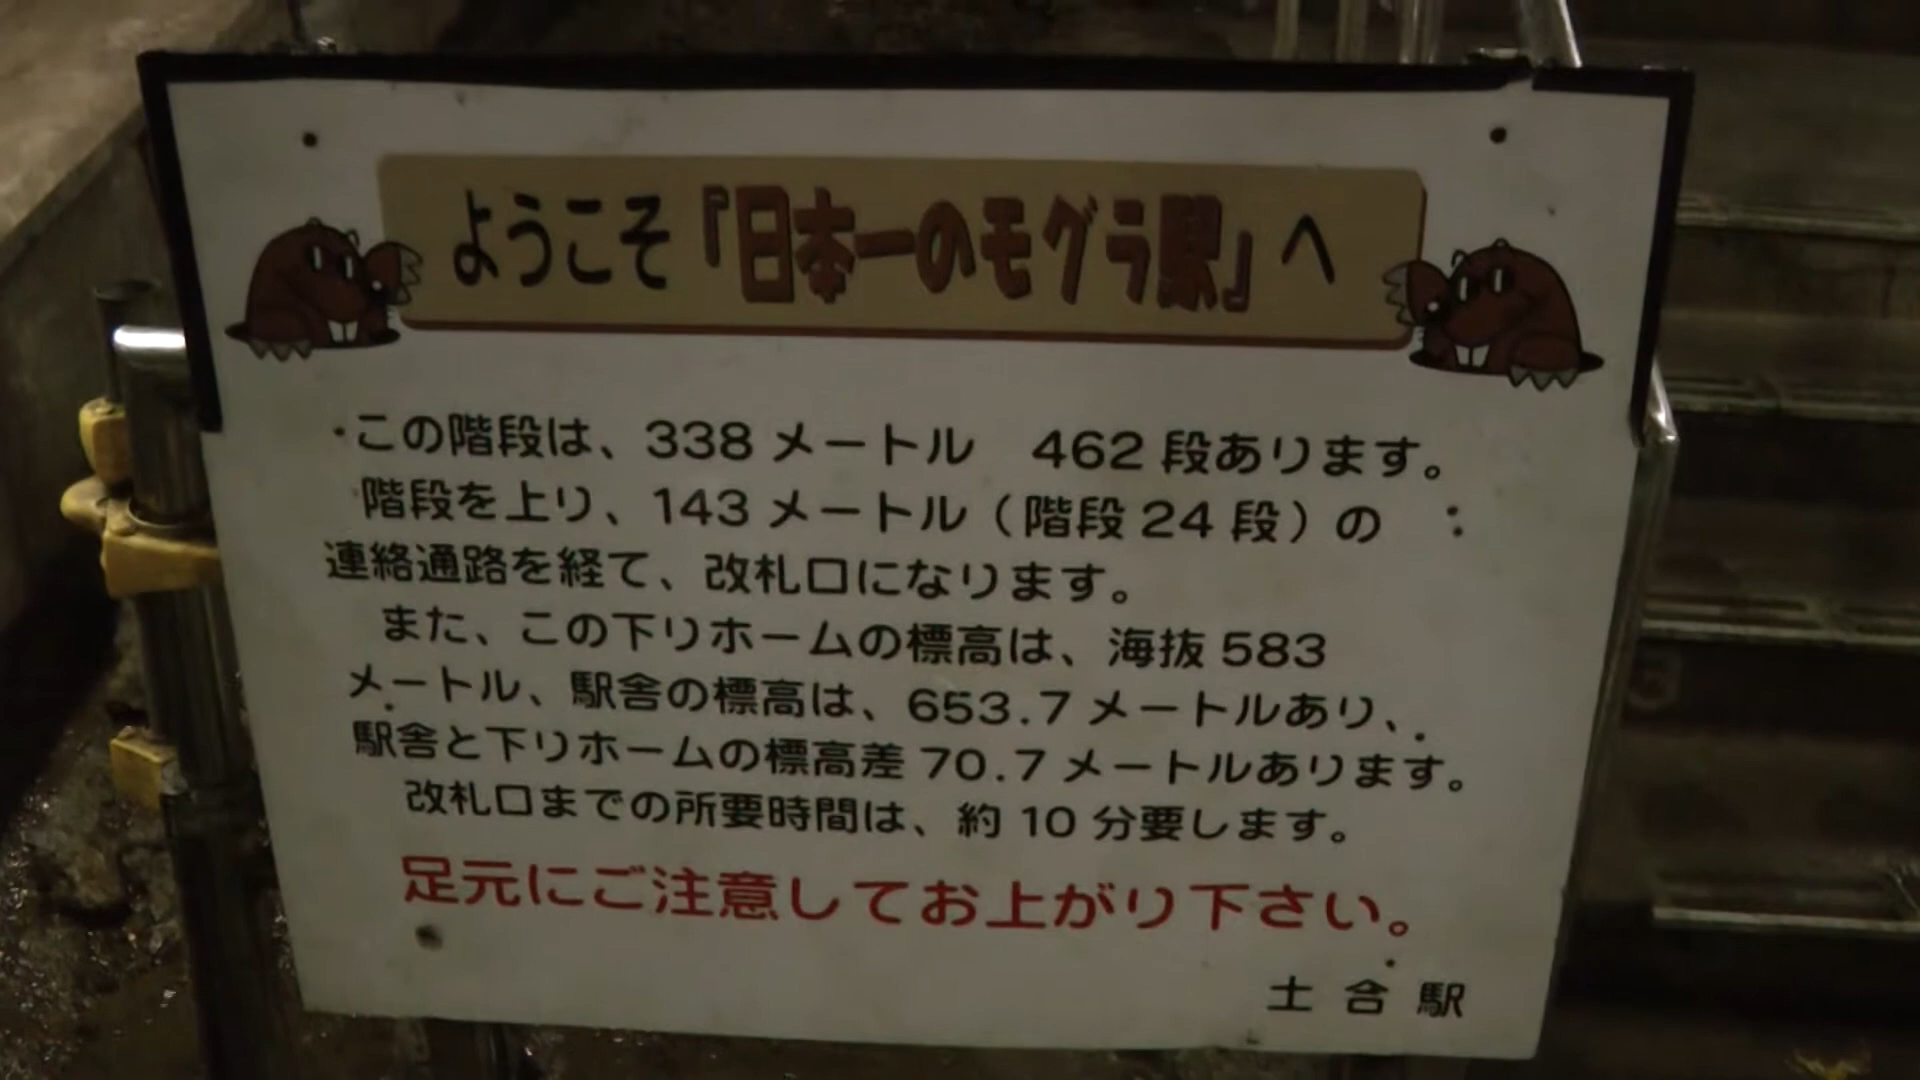 ようこそ『日本一のモグラ駅』へ
この階段は、338メートル　462段あります。
階段を上り、143メートル（階段24段）の
連絡通路を経て、改札口になります。
また、この下りホームの標高は、海抜583
メートル、駅舎の標高は、653.7メートルあり、
駅舎と下りホームの標高差70.7メートルあります。
改札口までの所要時間は、約10分要します。
足元にご注意してお上がり下さい。
土合駅
3